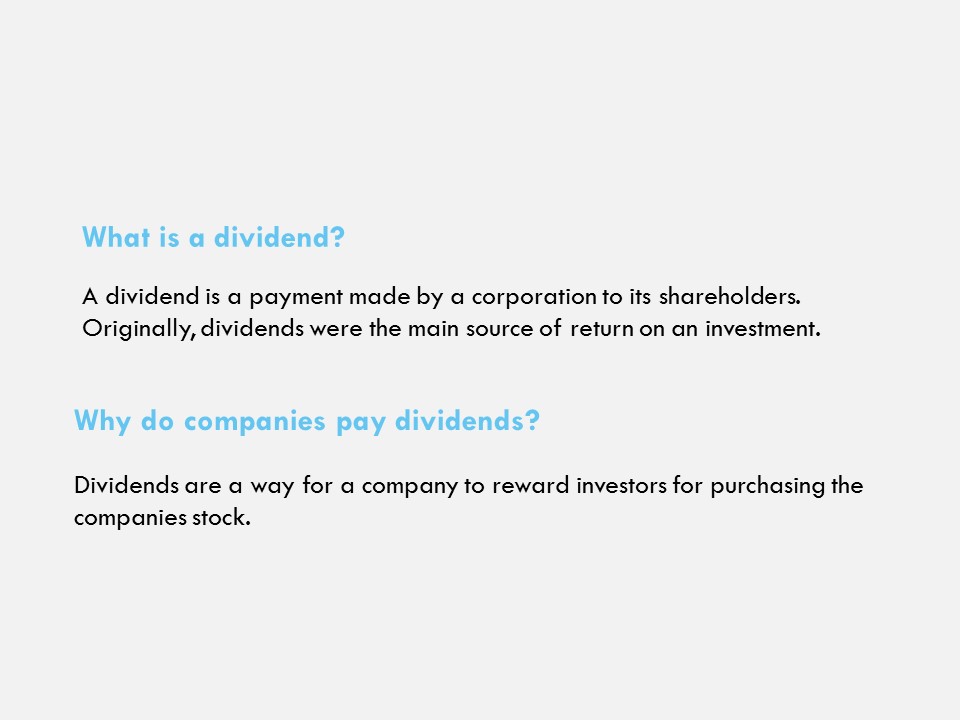 What is a dividend?
A dividend is a payment made by a corporation to its shareholders.
Originally, dividends were the main source of return on an investment.
Why do companies pay dividends?
Dividends are a way for a company to reward investors for purchasing the
companies stock.